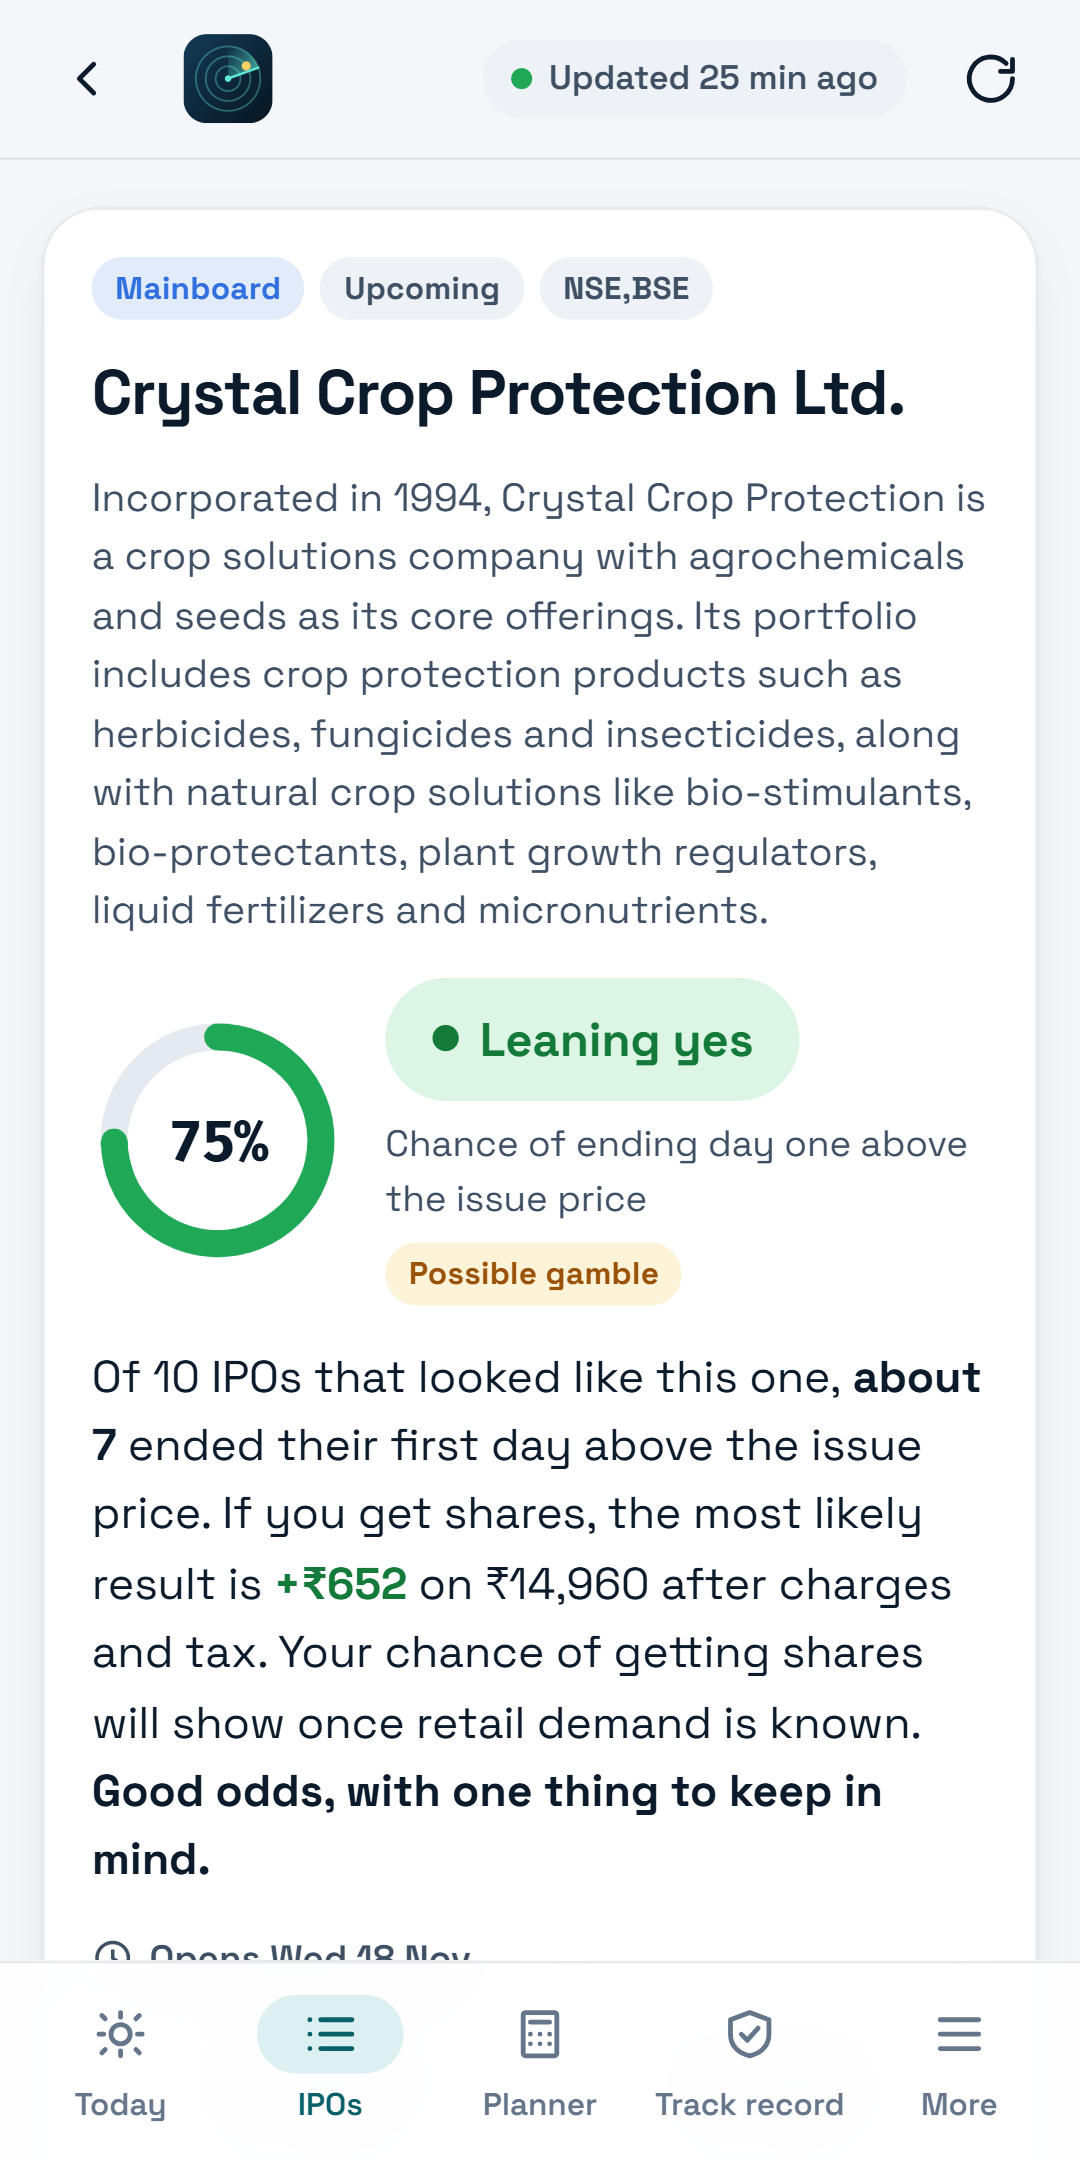 Updated 25 min ago
Mainboard Upcoming NSE,BSE
Crystal Crop Protection Ltd.
Incorporated in 1994, Crystal Crop Protection is
a crop solutions company with agrochemicals
and seeds as its core offerings. Its portfolio
includes crop protection products such as
herbicides, fungicides and insecticides, along
with natural crop solutions like bio-stimulants,
bio-protectants, plant growth regulators,
liquid fertilizers and micronutrients.
Leaning yes
75%
Chance of ending day one above
the issue price
Possible gamble
Of 10 IPOs that looked like this one, about
7 ended their first day above the issue
price. If you get shares, the most likely
result is +₹652 on ₹14,960 after charges
and tax. Your chance of getting shares
will show once retail demand is known.
Good odds, with one thing to keep in
mind.
Opens Wed 18 Nov
Today IPOs Planner Track record More